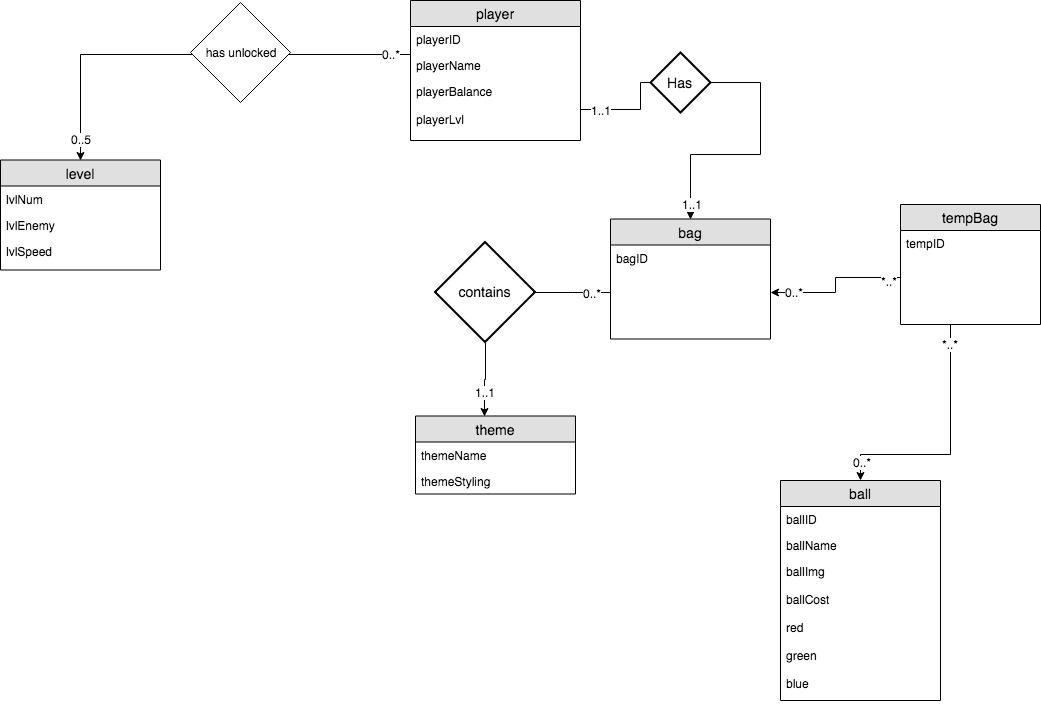 player
playerID
playerName
playerBalance
playerLvl
has unlocked
0..*
0..5
level
lvlNum
lvlEnemy
lvlSpeed
Has
1..1
1..1
bag
bagID
contains
0..*
1..1
theme
themeName
themeStyling
tempBag
tempID
0..*
*..*
*..*
0..*
ball
ballID
ballName
ballImg
ballCost
red
green
blue